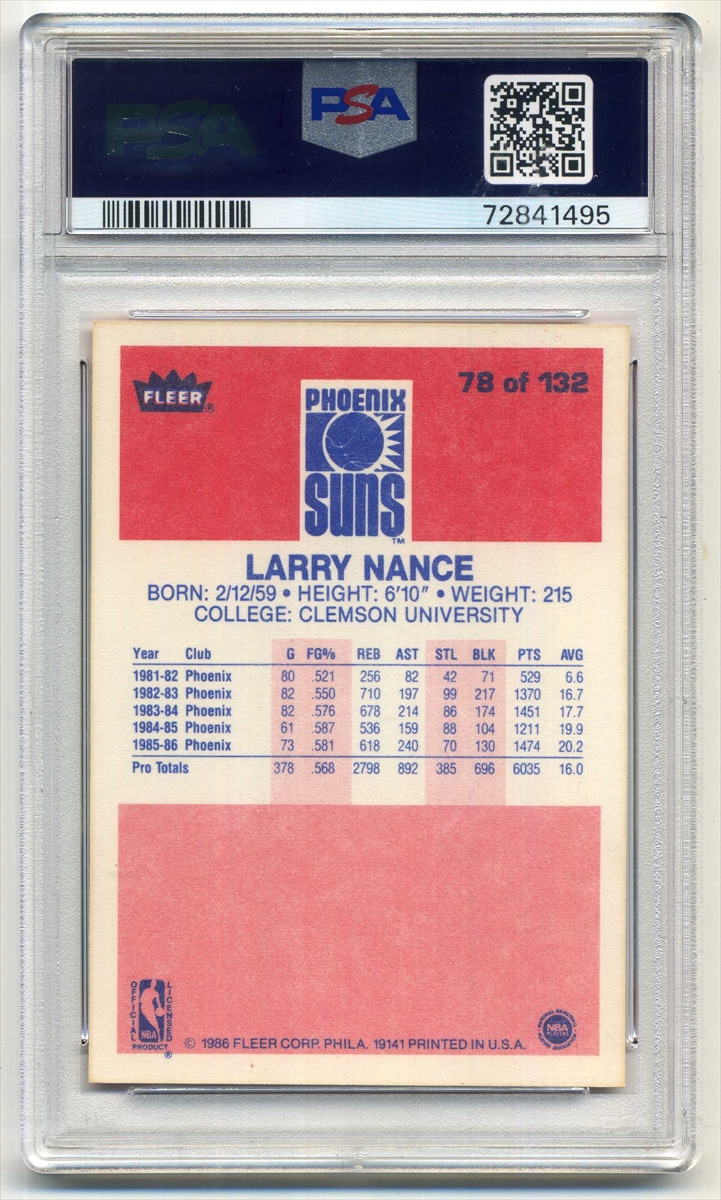 PSA
PSA
72841495
FLEER®
78 of 132
PHOENIX
SUNS
TM
LARRY NANCE
BORN: 2/12/59 • HEIGHT: 6'10" • WEIGHT: 215
COLLEGE: CLEMSON UNIVERSITY
Year Club G FG% REB AST STL BLK PTS AVG
1981-82 Phoenix 80 .521 256 82 42 71 529 6.6
1982-83 Phoenix 82 .550 710 197 99 217 1370 16.7
1983-84 Phoenix 82 .576 678 214 86 174 1451 17.7
1984-85 Phoenix 61 .587 536 159 88 104 1211 19.9
1985-86 Phoenix 73 .581 618 240 70 130 1474 20.2
Pro Totals 378 .568 2798 892 385 696 6035 16.0
OFFICIAL
LICENSED
NBA
PRODUCT ®
© 1986 FLEER CORP. PHILA. 19141 PRINTED IN U.S.A.
NATIONAL BASKETBALL
NBA
PLAYERS
PLAYERS ASSOCIATION